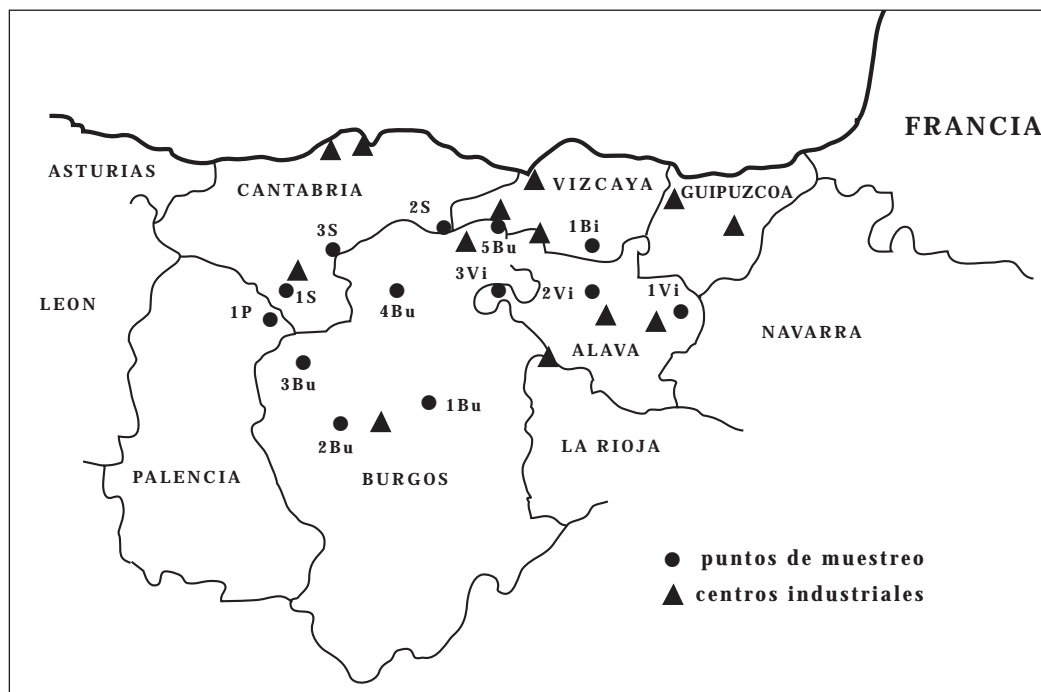 FRANCIA
ASTURIAS
CANTABRIA
VIZCAYA
GUIPUZCOA
2S
3S
5Bu
1Bi
3Vi
LEON
1S
4Bu
2Vi
1Vi
1P
NAVARRA
ALAVA
3Bu
1Bu
2Bu
LA RIOJA
PALENCIA
BURGOS
puntos de muestreo
centros industriales